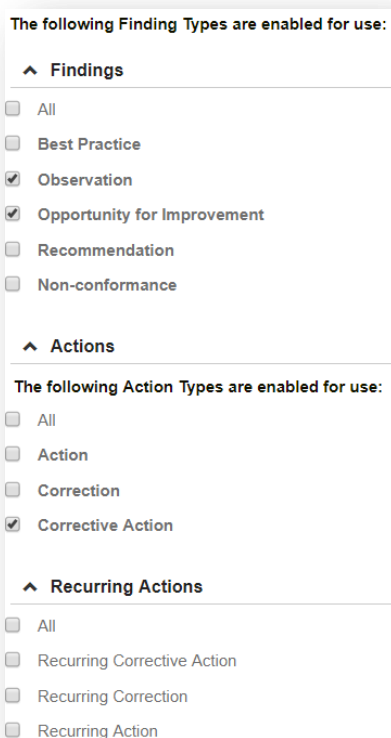 The following Finding Types are enabled for use:
Findings
All
Best Practice
Observation
Opportunity for Improvement
Recommendation
Non-conformance
Actions
The following Action Types are enabled for use:
All
Action
Correction
Corrective Action
Recurring Actions
All
Recurring Corrective Action
Recurring Correction
Recurring Action